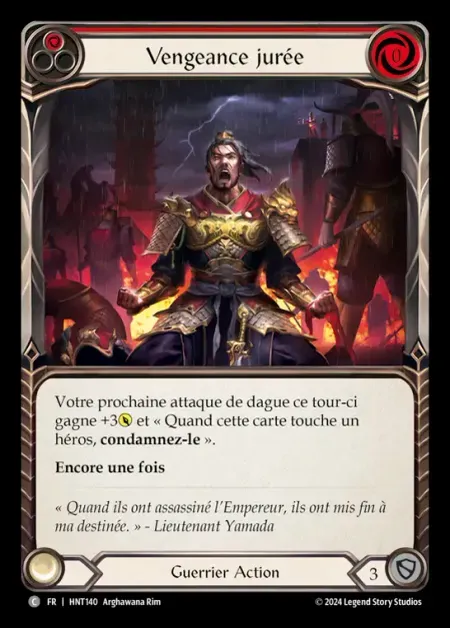 Vengeance jurée
0
Votre prochaine attaque de dague ce tour-ci
gagne +3 et « Quand cette carte touche un
héros, condamnez-le ».
Encore une fois
« Quand ils ont assassiné l'Empereur, ils ont mis fin à
ma destinée. » - Lieutenant Yamada
Guerrier Action
3
C FR | HNT140 Arghawana Rim
© 2024 Legend Story Studios